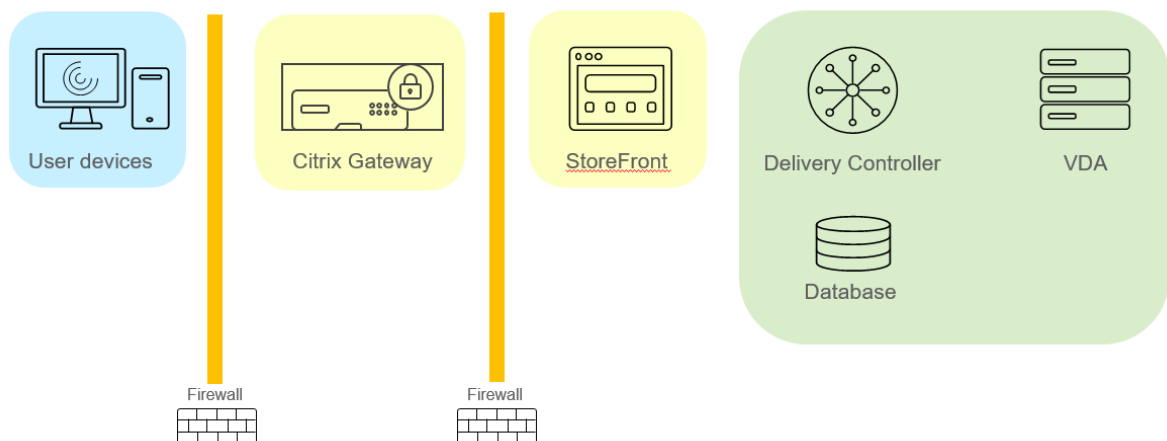 User devices
Citrix Gateway
StoreFront
Delivery Controller
VDA
Database
Firewall
Firewall